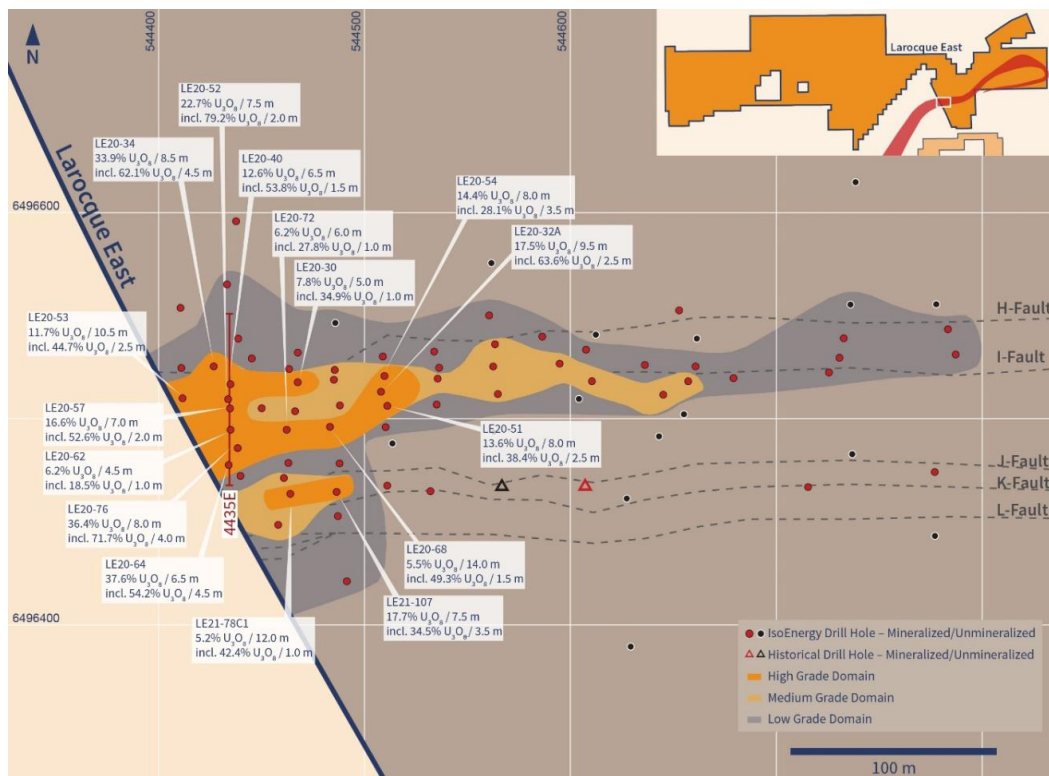 544400
544500
544600
N
Larocque East
LE20-52
22.7% U₃O₈ / 7.5 m
incl. 79.2% U₃O₈ / 2.0 m
LE20-34
33.9% U₃O₈ / 8.5 m
incl. 62.1% U₃O₈ / 4.5 m
LE20-40
12.6% U₃O₈ / 6.5 m
incl. 53.8% U₃O₈ / 1.5 m
LE20-54
14.4% U₃O₈ / 8.0 m
incl. 28.1% U₃O₈ / 3.5 m
LE20-72
6.2% U₃O₈ / 6.0 m
incl. 27.8% U₃O₈ / 1.0 m
LE20-32A
17.5% U₃O₈ / 9.5 m
incl. 63.6% U₃O₈ / 2.5 m
LE20-30
7.8% U₃O₈ / 5.0 m
incl. 34.9% U₃O₈ / 1.0 m
6496600
Larocque East
LE20-53
11.7% U₃O₈ / 10.5 m
incl. 44.7% U₃O₈ / 2.5 m
H-Fault
I-Fault
LE20-57
16.6% U₃O₈ / 7.0 m
incl. 52.6% U₃O₈ / 2.0 m
LE20-51
13.6% U₃O₈ / 8.0 m
incl. 38.4% U₃O₈ / 2.5 m
LE20-62
6.2% U₃O₈ / 4.5 m
incl. 18.5% U₃O₈ / 1.0 m
J-Fault
K-Fault
L-Fault
4435E
LE20-76
36.4% U₃O₈ / 8.0 m
incl. 71.7% U₃O₈ / 4.0 m
LE20-64
37.6% U₃O₈ / 6.5 m
incl. 54.2% U₃O₈ / 4.5 m
LE20-68
5.5% U₃O₈ / 14.0 m
incl. 49.3% U₃O₈ / 1.5 m
LE21-107
17.7% U₃O₈ / 7.5 m
incl. 34.5% U₃O₈ / 3.5 m
LE21-78C1
5.2% U₃O₈ / 12.0 m
incl. 42.4% U₃O₈ / 1.0 m
6496400
IsoEnergy Drill Hole – Mineralized/Unmineralized
Historical Drill Hole – Mineralized/Unmineralized
High Grade Domain
Medium Grade Domain
Low Grade Domain
100 m